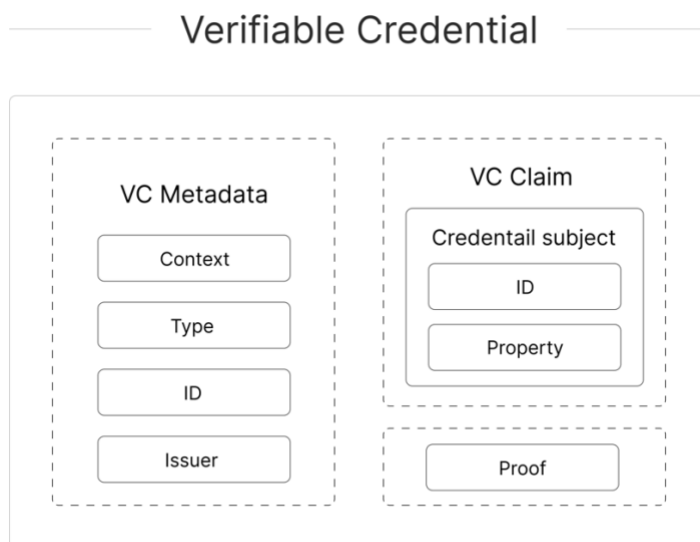 Verifiable Credential
VC Metadata
Context
Type
ID
Issuer
VC Claim
Credentail subject
ID
Property
Proof